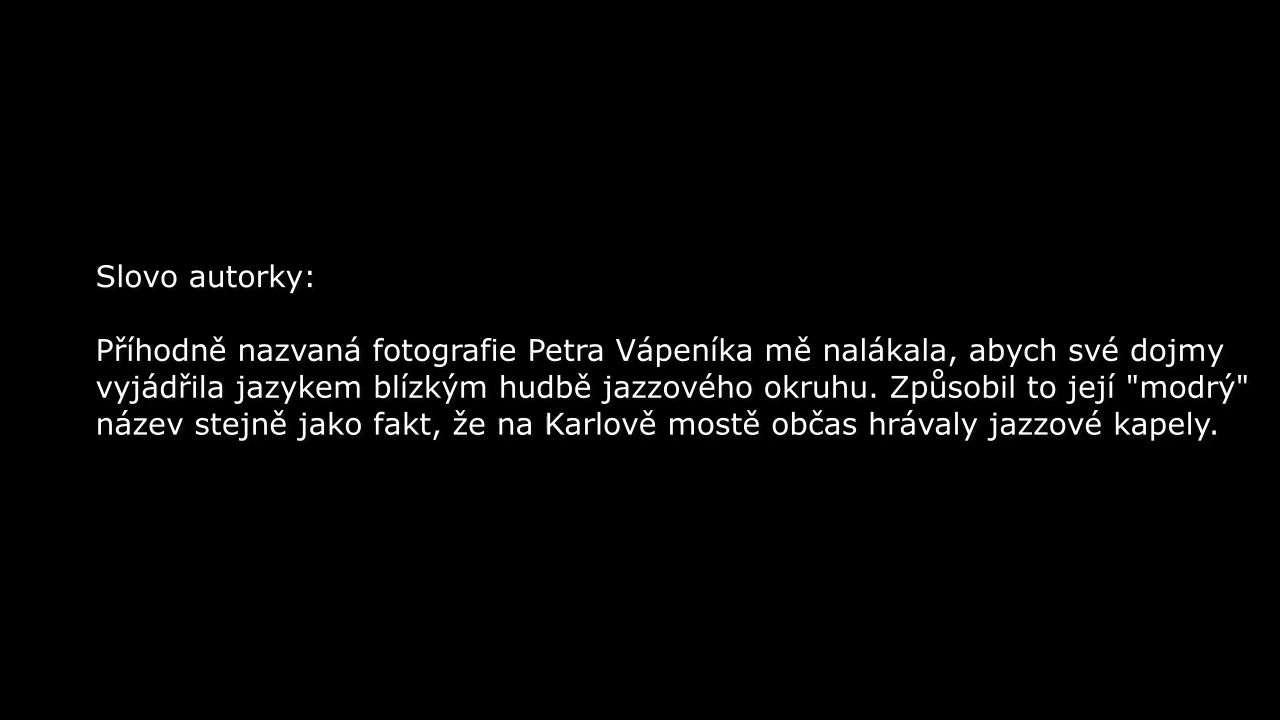 Slovo autorky:
Příhodně nazvaná fotografie Petra Vápeníka mě nalákala, abych své dojmy
vyjádřila jazykem blízkým hudbě jazzového okruhu. Způsobil to její "modrý"
název stejně jako fakt, že na Karlově mostě občas hrávaly jazzové kapely.